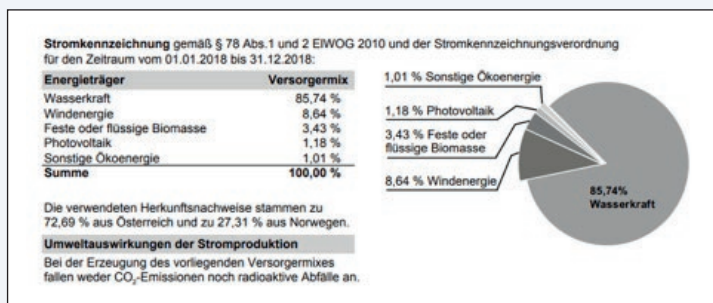 Stromkennzeichnung gemäß § 78 Abs.1 und 2 ElWOG 2010 und der Stromkennzeichnungsverordnung
für den Zeitraum vom 01.01.2018 bis 31.12.2018:
Energieträger Versorgermix
Wasserkraft 85,74 %
Windenergie 8,64 %
Feste oder flüssige Biomasse 3,43 %
Photovoltaik 1,18 %
Sonstige Ökoenergie 1,01 %
Summe 100,00 %
Die verwendeten Herkunftsnachweise stammen zu
72,69 % aus Österreich und zu 27,31 % aus Norwegen.
Umweltauswirkungen der Stromproduktion
Bei der Erzeugung des vorliegenden Versorgermixes
fallen weder CO₂-Emissionen noch radioaktive Abfälle an.
1,01 % Sonstige Ökoenergie
1,18 % Photovoltaik
3,43 % Feste oder
flüssige Biomasse
8,64 % Windenergie
85,74%
Wasserkraft